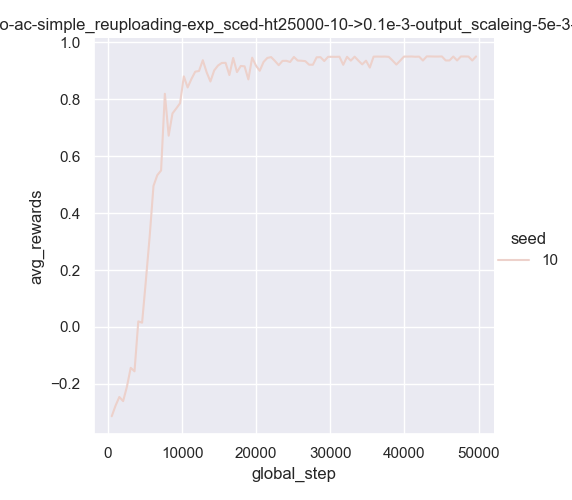 o-ac-simple_reuploading-exp_sced-ht25000-10->0.1e-3-output_scaleing-5e-3-
1.0
0.8
0.6
0.4
0.2
0.0
−0.2
avg_rewards
0 10000 20000 30000 40000 50000
global_step
seed
10